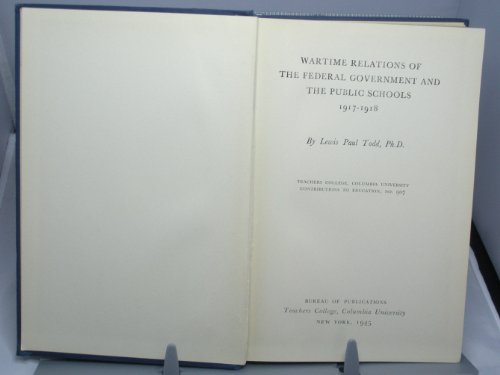 WARTIME RELATIONS OF
THE FEDERAL GOVERNMENT AND
THE PUBLIC SCHOOLS
1917-1918
By Lewis Paul Todd, Ph.D.
TEACHERS COLLEGE, COLUMBIA UNIVERSITY
CONTRIBUTIONS TO EDUCATION, NO. 907
BUREAU OF PUBLICATIONS
Teachers College, Columbia University
NEW YORK, 1945